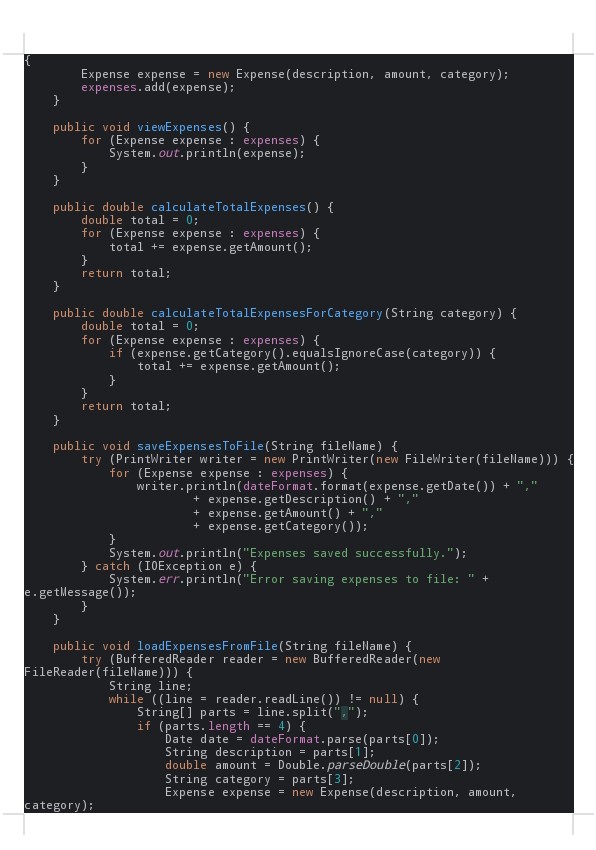 {
        Expense expense = new Expense(description, amount, category);
        expenses.add(expense);
    }

    public void viewExpenses() {
        for (Expense expense : expenses) {
            System.out.println(expense);
        }
    }

    public double calculateTotalExpenses() {
        double total = 0;
        for (Expense expense : expenses) {
            total += expense.getAmount();
        }
        return total;
    }

    public double calculateTotalExpensesForCategory(String category) {
        double total = 0;
        for (Expense expense : expenses) {
            if (expense.getCategory().equalsIgnoreCase(category)) {
                total += expense.getAmount();
            }
        }
        return total;
    }

    public void saveExpensesToFile(String fileName) {
        try (PrintWriter writer = new PrintWriter(new FileWriter(fileName))) {
            for (Expense expense : expenses) {
                writer.println(dateFormat.format(expense.getDate()) + ","
                        + expense.getDescription() + ","
                        + expense.getAmount() + ","
                        + expense.getCategory());
            }
            System.out.println("Expenses saved successfully.");
        } catch (IOException e) {
            System.err.println("Error saving expenses to file: " +
e.getMessage());
        }
    }

    public void loadExpensesFromFile(String fileName) {
        try (BufferedReader reader = new BufferedReader(new
FileReader(fileName))) {
            String line;
            while ((line = reader.readLine()) != null) {
                String[] parts = line.split(",");
                if (parts.length == 4) {
                    Date date = dateFormat.parse(parts[0]);
                    String description = parts[1];
                    double amount = Double.parseDouble(parts[2]);
                    String category = parts[3];
                    Expense expense = new Expense(description, amount,
category);